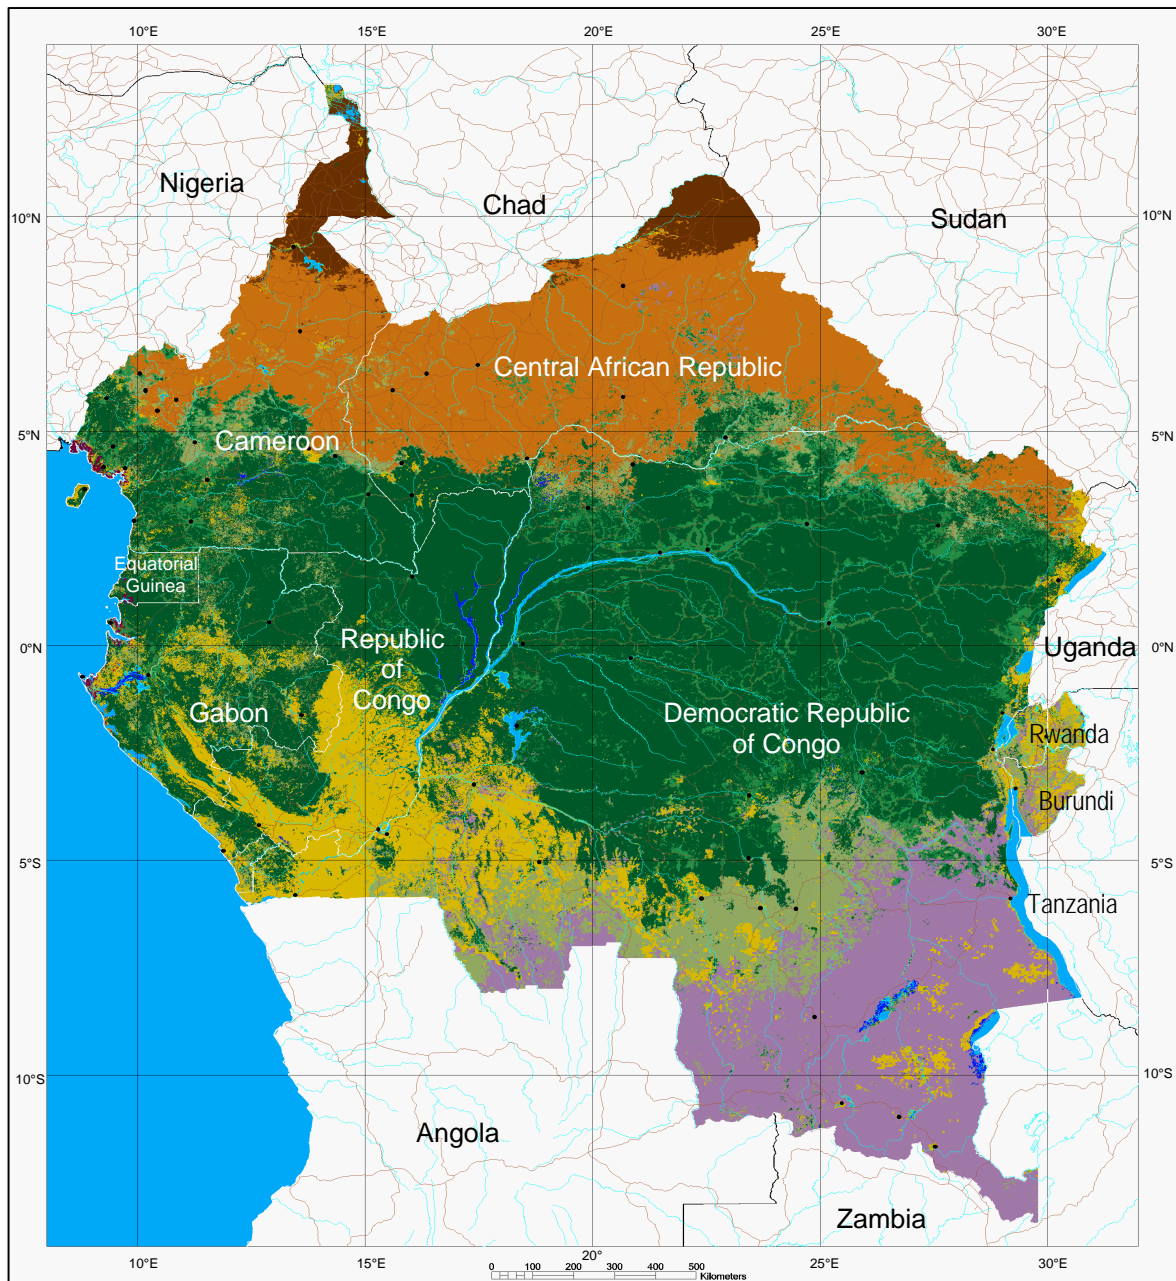 10°E 15°E 20°E 25°E 30°E
Nigeria
Chad
Sudan
10°N 10°N
Central African Republic
Cameroon
5°N 5°N
Equatorial
Guinea
Republic
of
Congo
0°N 0°N
Uganda
Gabon
Democratic Republic
of Congo
Rwanda
Burundi
5°S 5°S
Tanzania
10°S 10°S
Angola
Zambia
10°E 15°E 20°E 25°E 30°E
0 100 200 300 400 500
Kilometers